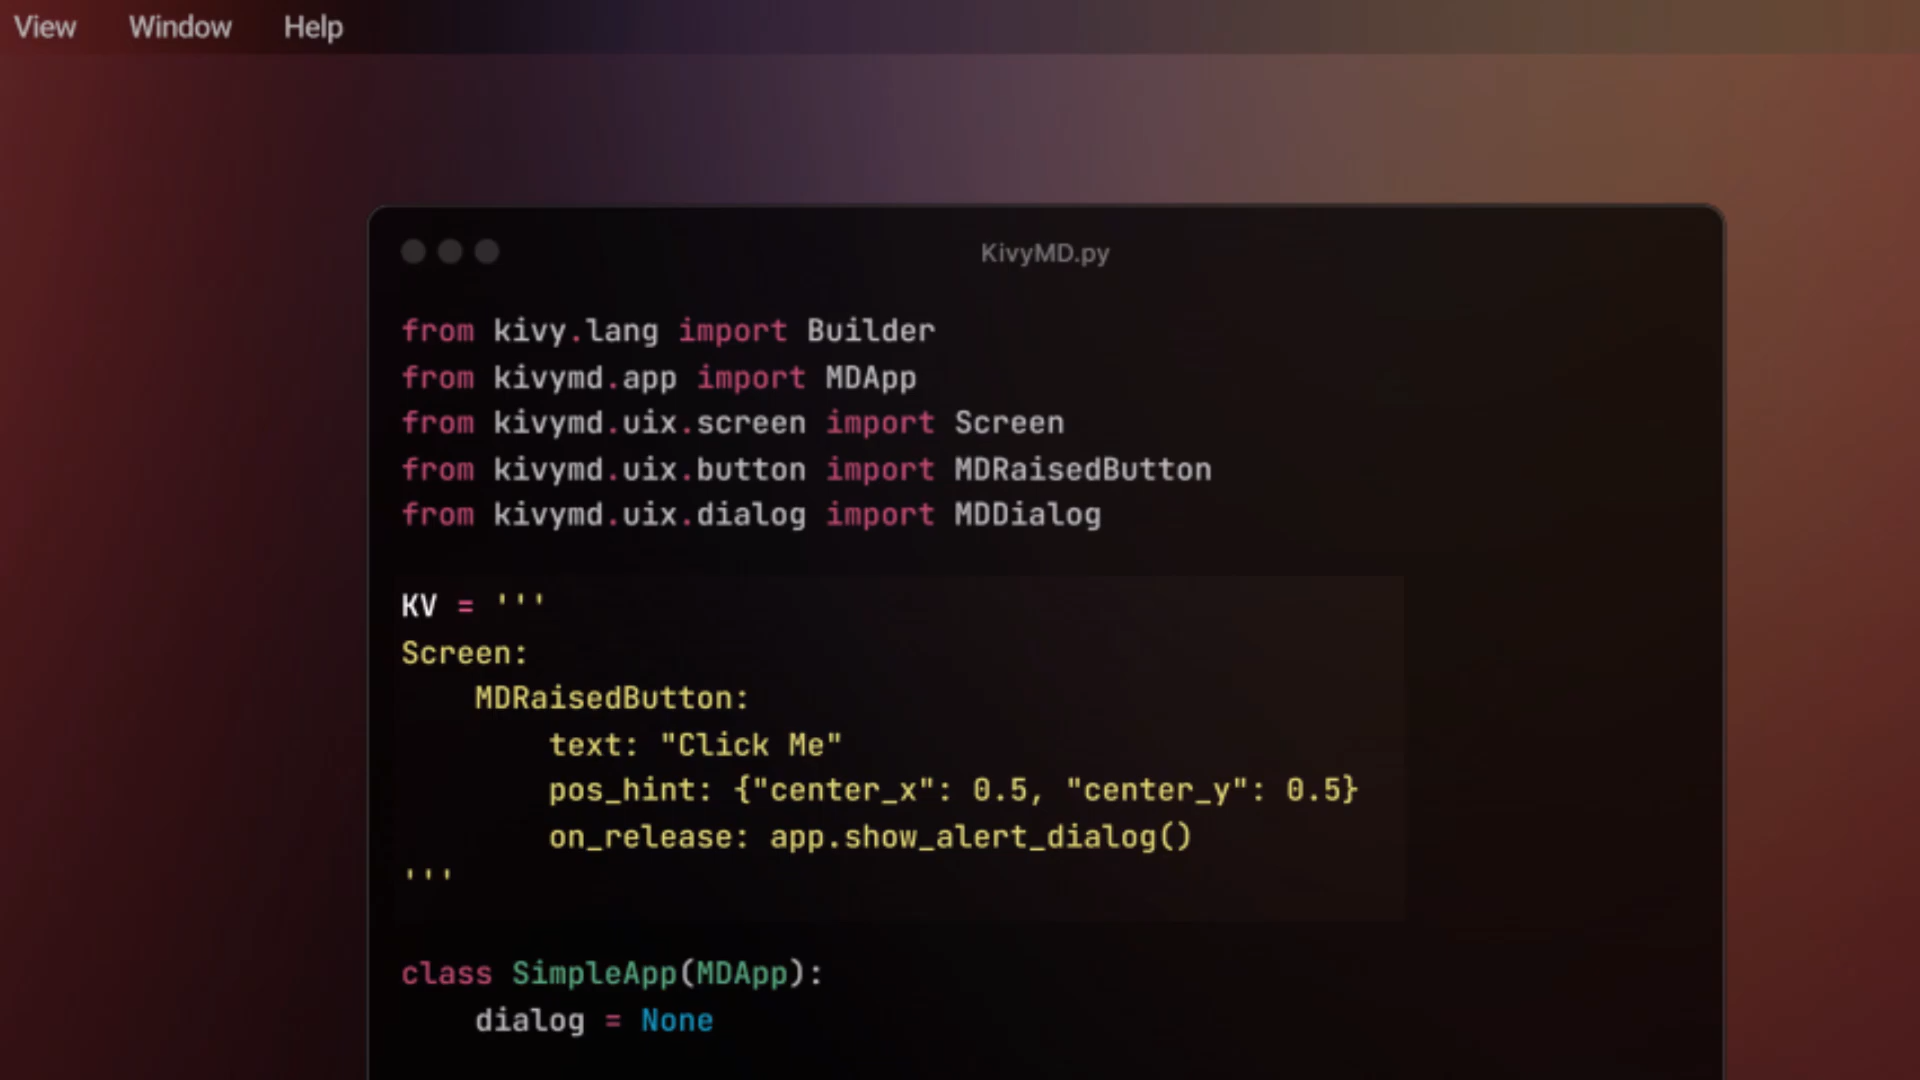 View Window Help
KivyMD.py
from kivy.lang import Builder
from kivymd.app import MDApp
from kivymd.uix.screen import Screen
from kivymd.uix.button import MDRaisedButton
from kivymd.uix.dialog import MDDialog
KV = '''
Screen:
    MDRaisedButton:
        text: "Click Me"
        pos_hint: {"center_x": 0.5, "center_y": 0.5}
        on_release: app.show_alert_dialog()
'''
class SimpleApp(MDApp):
    dialog = None